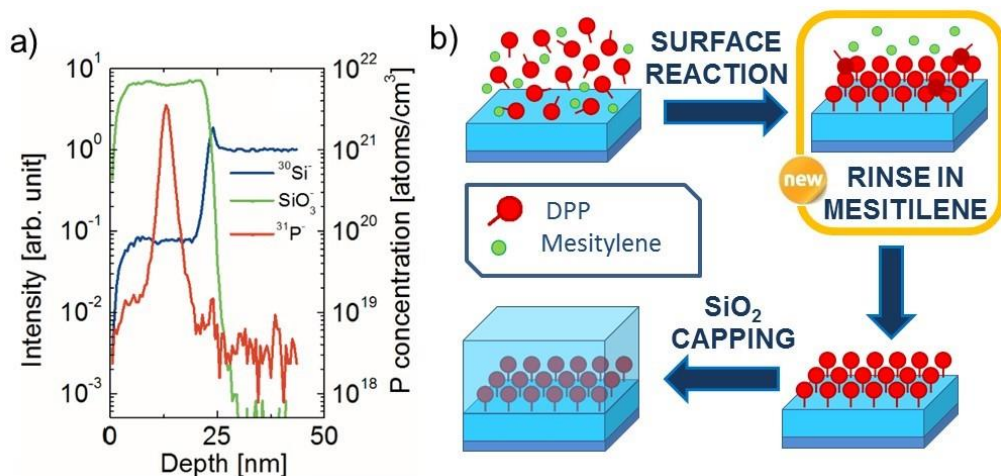 a)
Intensity [arb. unit]
10¹
10⁰
10⁻¹
10⁻²
10⁻³
³⁰Si⁻
SiO₃⁻
³¹P⁻
10²²
10²¹
10²⁰
10¹⁹
10¹⁸
P concentration [atoms/cm³]
0
25
50
Depth [nm]
b)
SURFACE
REACTION
new
RINSE IN
MESITILENE
DPP
Mesitylene
SiO₂
CAPPING